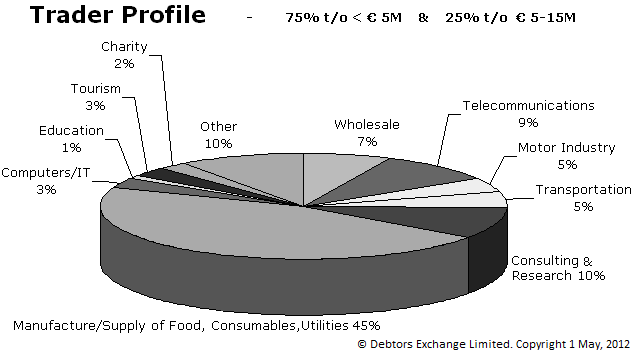 Trader Profile - 75% t/o < € 5M & 25% t/o € 5-15M
Charity
2%
Tourism
3%
Education
1%
Computers/IT
3%
Other
10%
Wholesale
7%
Telecommunications
9%
Motor Industry
5%
Transportation
5%
Consulting &
Research 10%
Manufacture/Supply of Food, Consumables,Utilities 45%
© Debtors Exchange Limited. Copyright 1 May, 2012